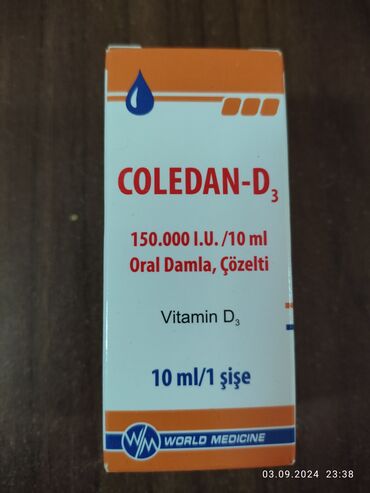 COLEDAN-D3
150.000 I.U. /10 ml
Oral Damla, Çözelti
Vitamin D3
10 ml/1 şişe
WM WORLD MEDICINE
03.09.2024 23:38